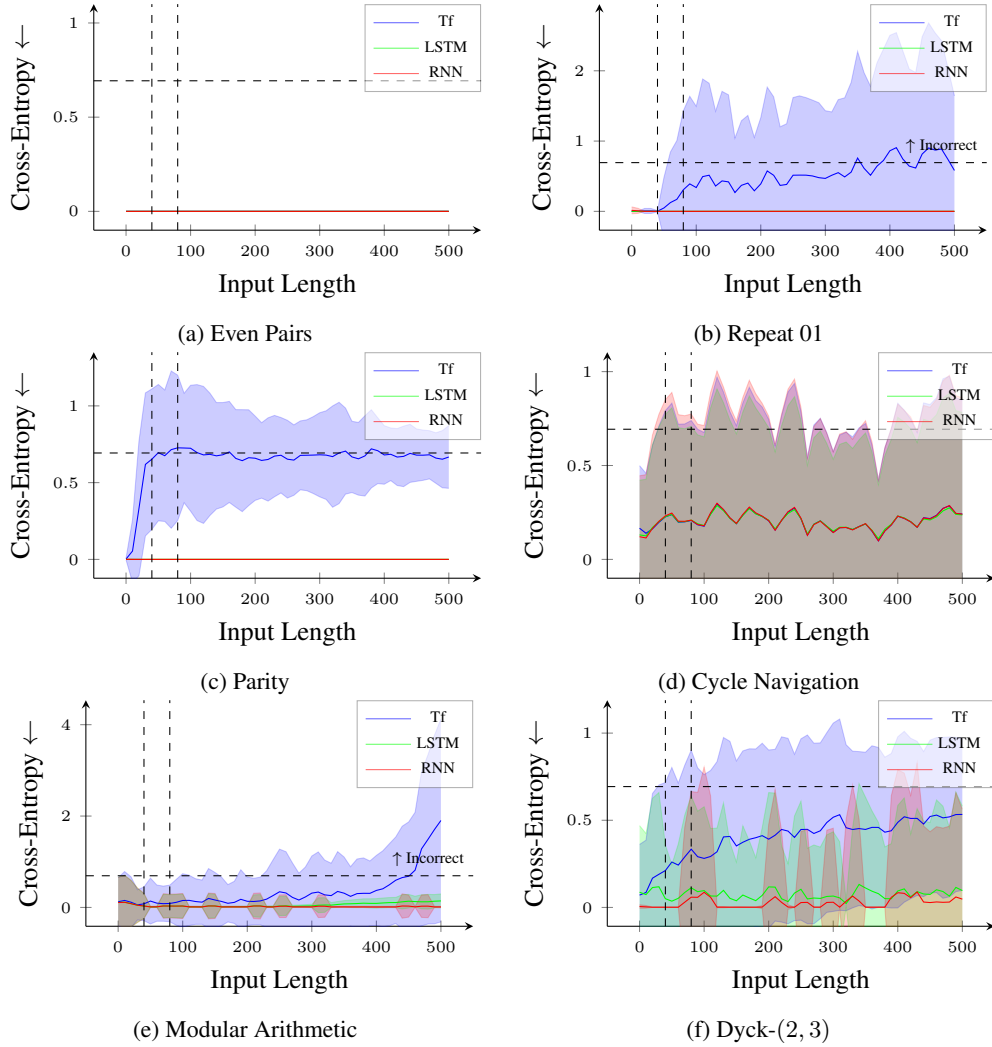 Tf
LSTM
RNN
Cross-Entropy ←
1
0.5
0
0 100 200 300 400 500
Input Length
(a) Even Pairs
Tf
LSTM
RNN
↑ Incorrect
Cross-Entropy ←
2
1
0
0 100 200 300 400 500
Input Length
(b) Repeat 01
Tf
LSTM
RNN
Cross-Entropy ←
1
0.5
0
0 100 200 300 400 500
Input Length
(c) Parity
Tf
LSTM
RNN
Cross-Entropy ←
1
0.5
0
0 100 200 300 400 500
Input Length
(d) Cycle Navigation
Tf
LSTM
RNN
↑ Incorrect
Cross-Entropy ←
4
2
0
0 100 200 300 400 500
Input Length
(e) Modular Arithmetic
Tf
LSTM
RNN
Cross-Entropy ←
1
0.5
0
0 100 200 300 400 500
Input Length
(f) Dyck-(2, 3)